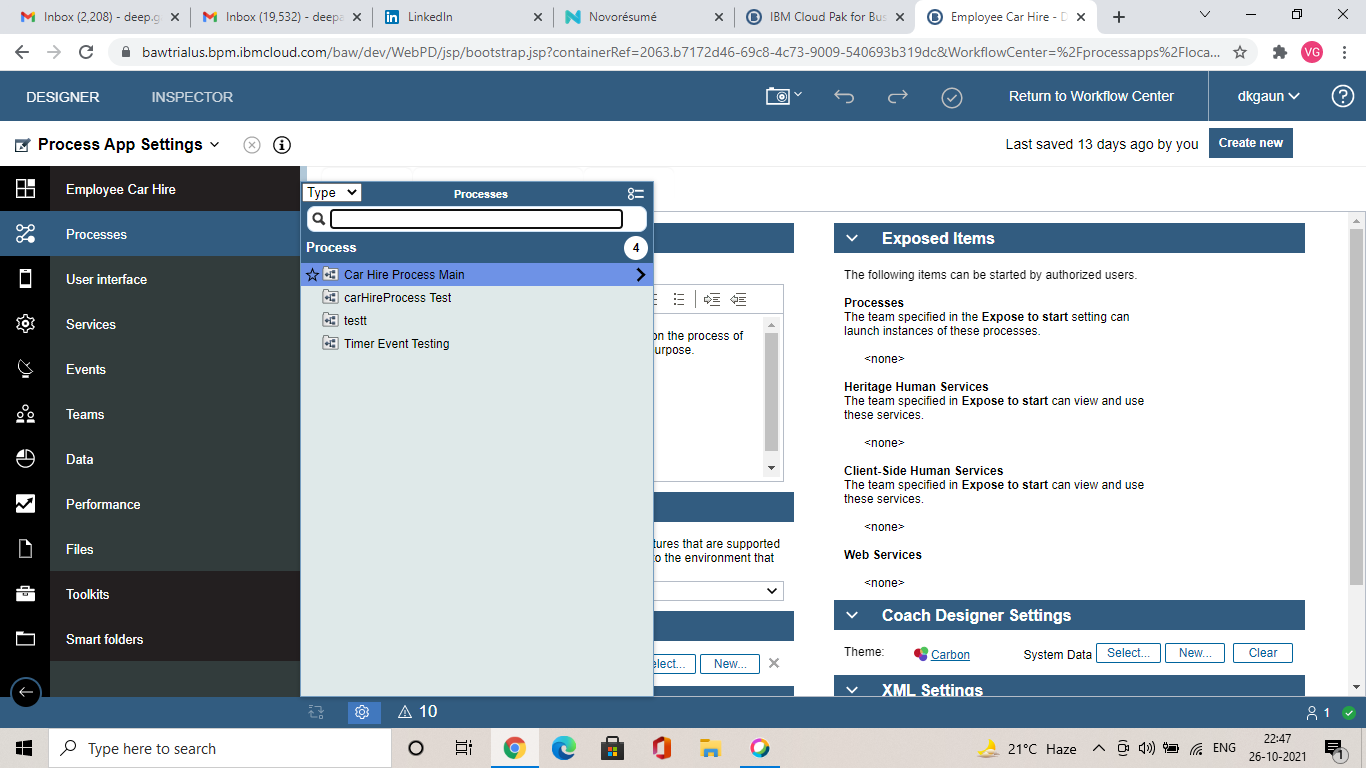 Inbox (2,208) - deep.g
Inbox (19,532) - deepa
LinkedIn
Novorésumé
IBM Cloud Pak for Bus
Employee Car Hire - D
bawtrialus.bpm.ibmcloud.com/baw/dev/WebPD/jsp/bootstrap.jsp?containerRef=2063.b7172d46-69c8-4c73-9009-540693b319dc&WorkflowCenter=%2Fprocessapps%2Floca...
VG
DESIGNER
INSPECTOR
Return to Workflow Center
dkgaun
Process App Settings
Last saved 13 days ago by you
Create new
Employee Car Hire
Processes
User interface
Services
Events
Teams
Data
Performance
Files
Toolkits
Smart folders
Type
Processes
Process
4
Car Hire Process Main
carHireProcess Test
testt
Timer Event Testing
on the process of
urpose.
tures that are supported
o the environment that
elect...
New...
Exposed Items
The following items can be started by authorized users.
Processes
The team specified in the Expose to start setting can
launch instances of these processes.
<none>
Heritage Human Services
The team specified in Expose to start can view and use
these services.
<none>
Client-Side Human Services
The team specified in Expose to start can view and use
these services.
<none>
Web Services
<none>
Coach Designer Settings
Theme:
Carbon
System Data
Select...
New...
Clear
XML Settings
10
1
Type here to search
21°C Haze
ENG
22:47
26-10-2021
1